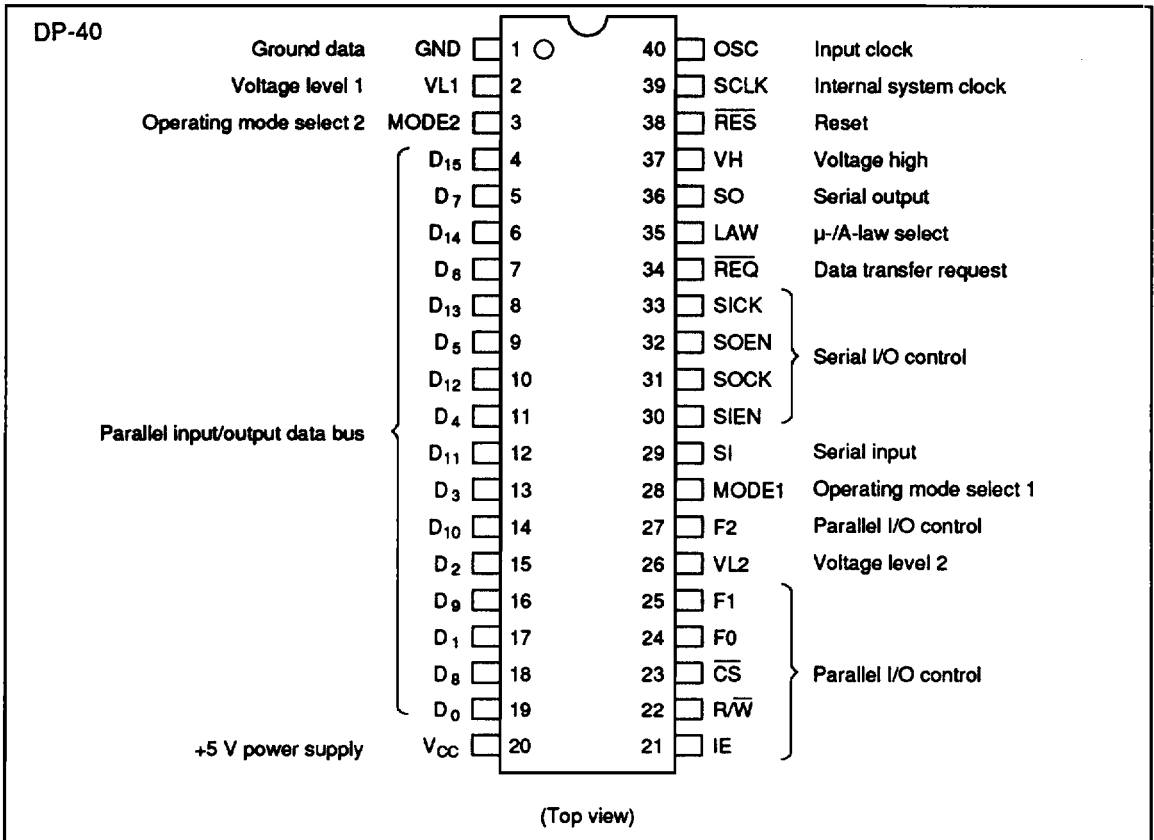 DP-40
Ground data GND 1 40 OSC Input clock
Voltage level 1 VL1 2 39 SCLK Internal system clock
Operating mode select 2 MODE2 3 38 R̅E̅S̅ Reset
D₁₅ 4 37 VH Voltage high
D₇ 5 36 SO Serial output
D₁₄ 6 35 LAW µ-/A-law select
D₆ 7 34 R̅E̅Q̅ Data transfer request
D₁₃ 8 33 SICK
D₅ 9 32 SOEN
Serial I/O control
D₁₂ 10 31 SOCK
D₄ 11 30 SIEN
Parallel input/output data bus
D₁₁ 12 29 SI Serial input
D₃ 13 28 MODE1 Operating mode select 1
D₁₀ 14 27 F2 Parallel I/O control
D₂ 15 26 VL2 Voltage level 2
D₉ 16 25 F1
D₁ 17 24 F0
D₈ 18 23 C̅S̅ Parallel I/O control
D₀ 19 22 R/W̅
+5 V power supply V_CC 20 21 IE
(Top view)